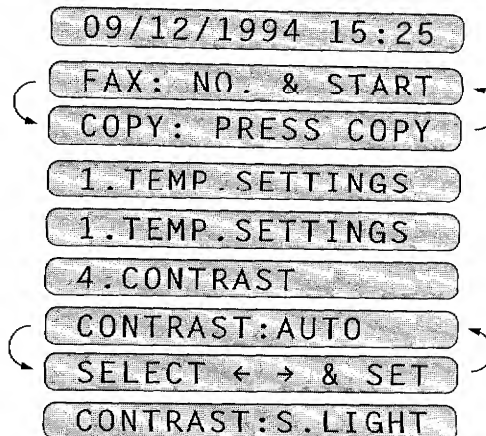 09/12/1994 15:25
FAX: NO. & START
COPY: PRESS COPY
1.TEMP.SETTINGS
1.TEMP.SETTINGS
4.CONTRAST
CONTRAST:AUTO
SELECT ← → & SET
CONTRAST:S.LIGHT